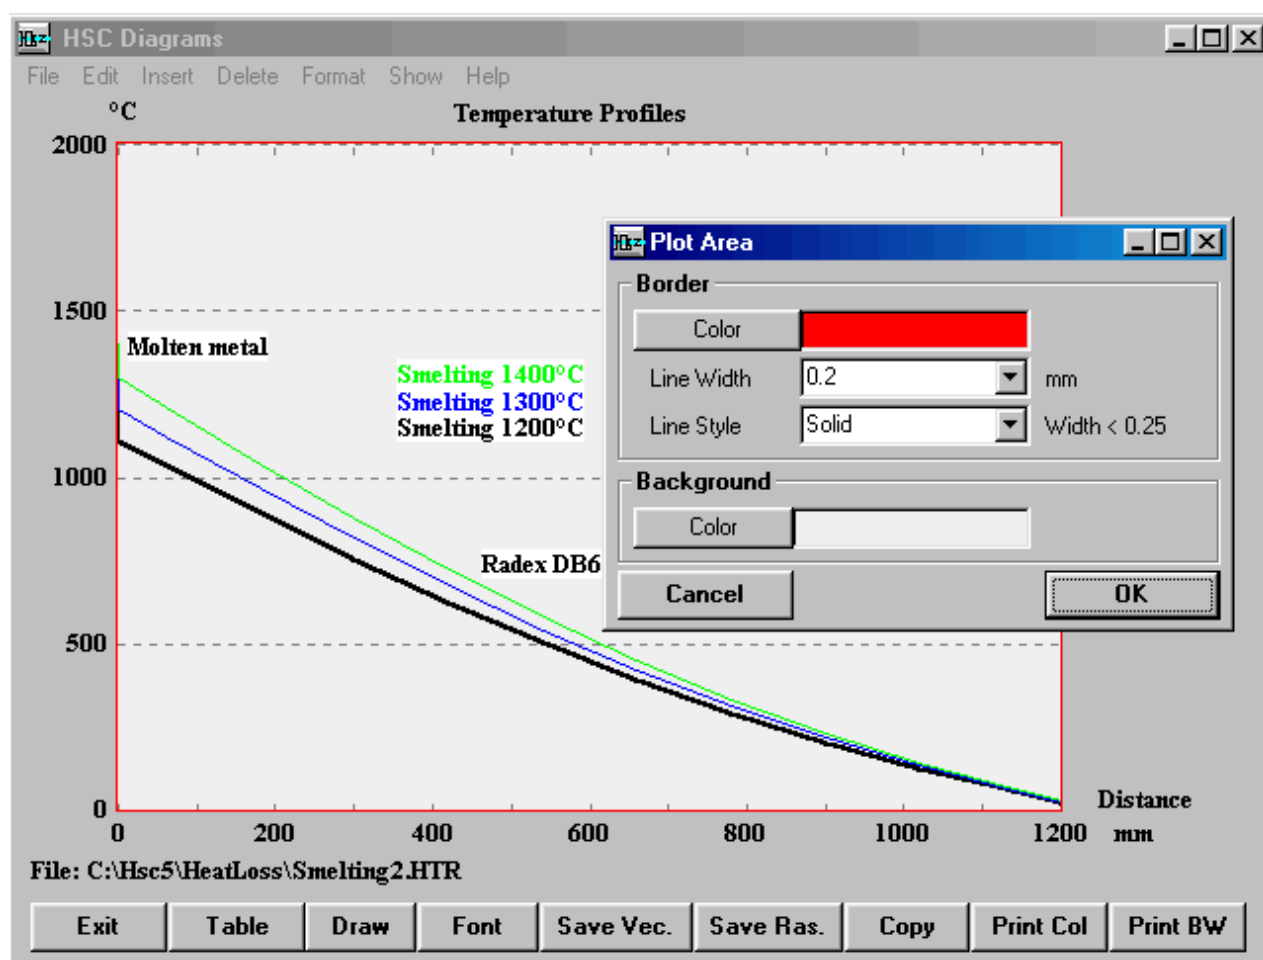 HSC Diagrams
File Edit Insert Delete Format Show Help
°C Temperature Profiles
2000
Plot Area
Border
1500 Color
Molten metal
Smelting 1400°C Line Width 0.2 mm
Smelting 1300°C
Smelting 1200°C Line Style Solid Width < 0.25
1000 Background
Color
Radex DB6
Cancel OK
500
0 Distance
0 200 400 600 800 1000 1200 mm
File: C:\Hsc5\HeatLoss\Smelting2.HTR
Exit Table Draw Font Save Vec. Save Ras. Copy Print Col Print BW